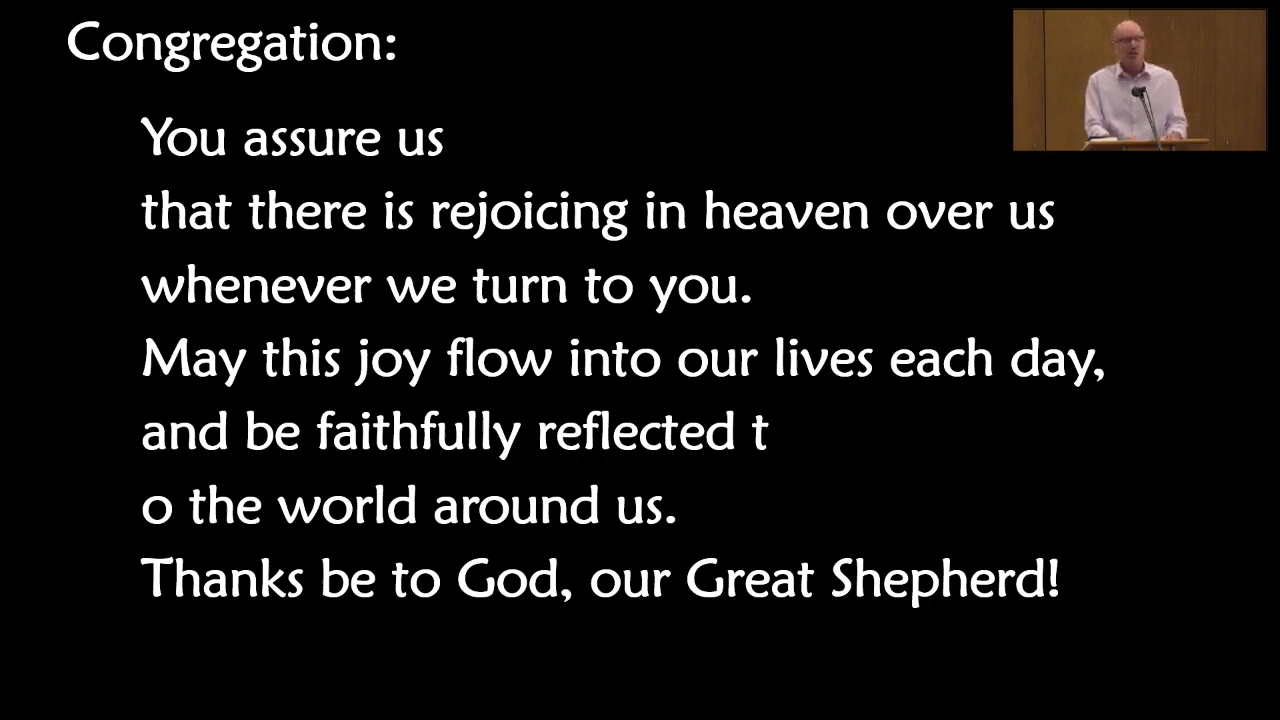 Congregation:
You assure us
that there is rejoicing in heaven over us
whenever we turn to you.
May this joy flow into our lives each day,
and be faithfully reflected t
o the world around us.
Thanks be to God, our Great Shepherd!